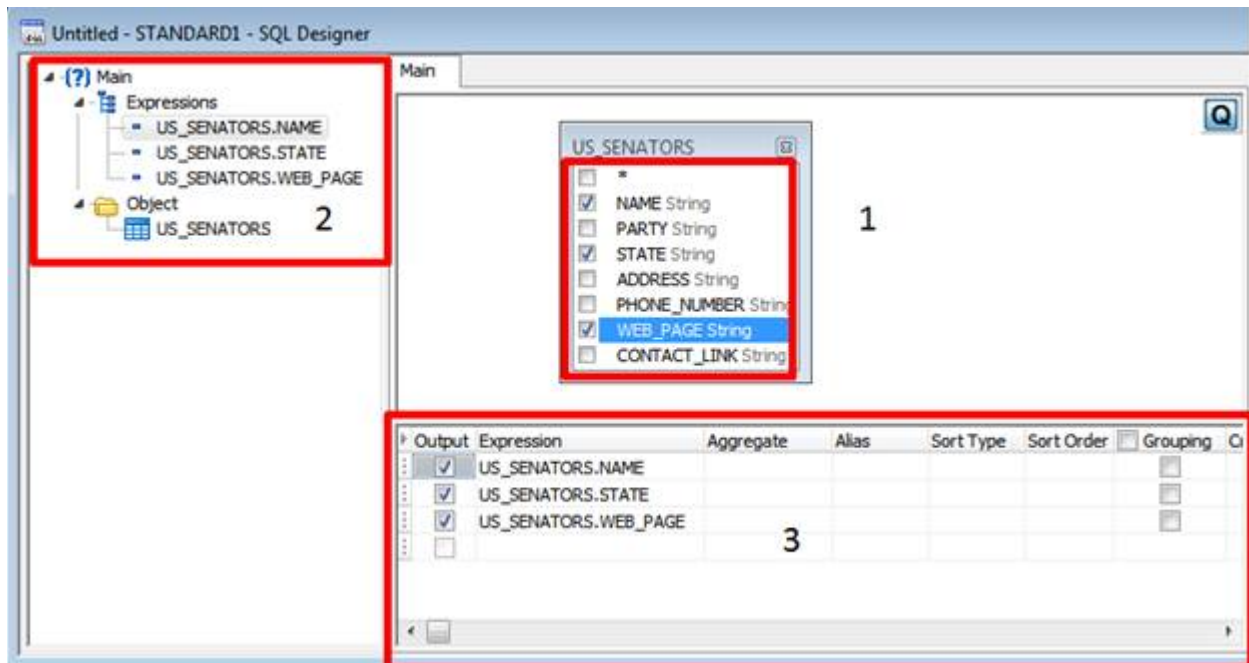 Untitled - STANDARD1 - SQL Designer
(?) Main
Expressions
US_SENATORS.NAME
US_SENATORS.STATE
US_SENATORS.WEB_PAGE
Object
US_SENATORS
2
Main
Q
US_SENATORS
*
NAME String
PARTY String
STATE String
ADDRESS String
PHONE_NUMBER
WEB_PAGE String
CONTACT_LINK String
1
Output Expression Aggregate Alias Sort Type Sort Order Grouping
US_SENATORS.NAME
US_SENATORS.STATE
US_SENATORS.WEB_PAGE
3